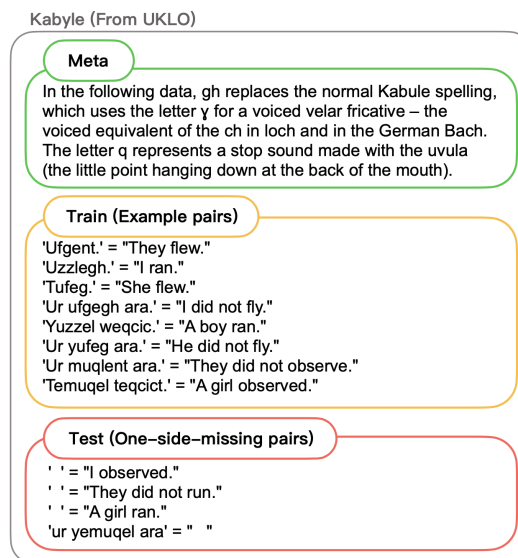 Kabyle (From UKLO)
Meta
In the following data, gh replaces the normal Kabule spelling,
which uses the letter ɣ for a voiced velar fricative – the
voiced equivalent of the ch in loch and in the German Bach.
The letter q represents a stop sound made with the uvula
(the little point hanging down at the back of the mouth).
Train (Example pairs)
'Ufgent.' = "They flew."
'Uzzlegh.' = "I ran."
'Tufeg.' = "She flew."
'Ur ufgegh ara.' = "I did not fly."
'Yuzzel weqcic.' = "A boy ran."
'Ur yufeg ara.' = "He did not fly."
'Ur muqlent ara.' = "They did not observe."
'Temuqel teqcict.' = "A girl observed."
Test (One–side–missing pairs)
' ' = "I observed."
' ' = "They did not run."
' ' = "A girl ran."
'ur yemuqel ara' = " "